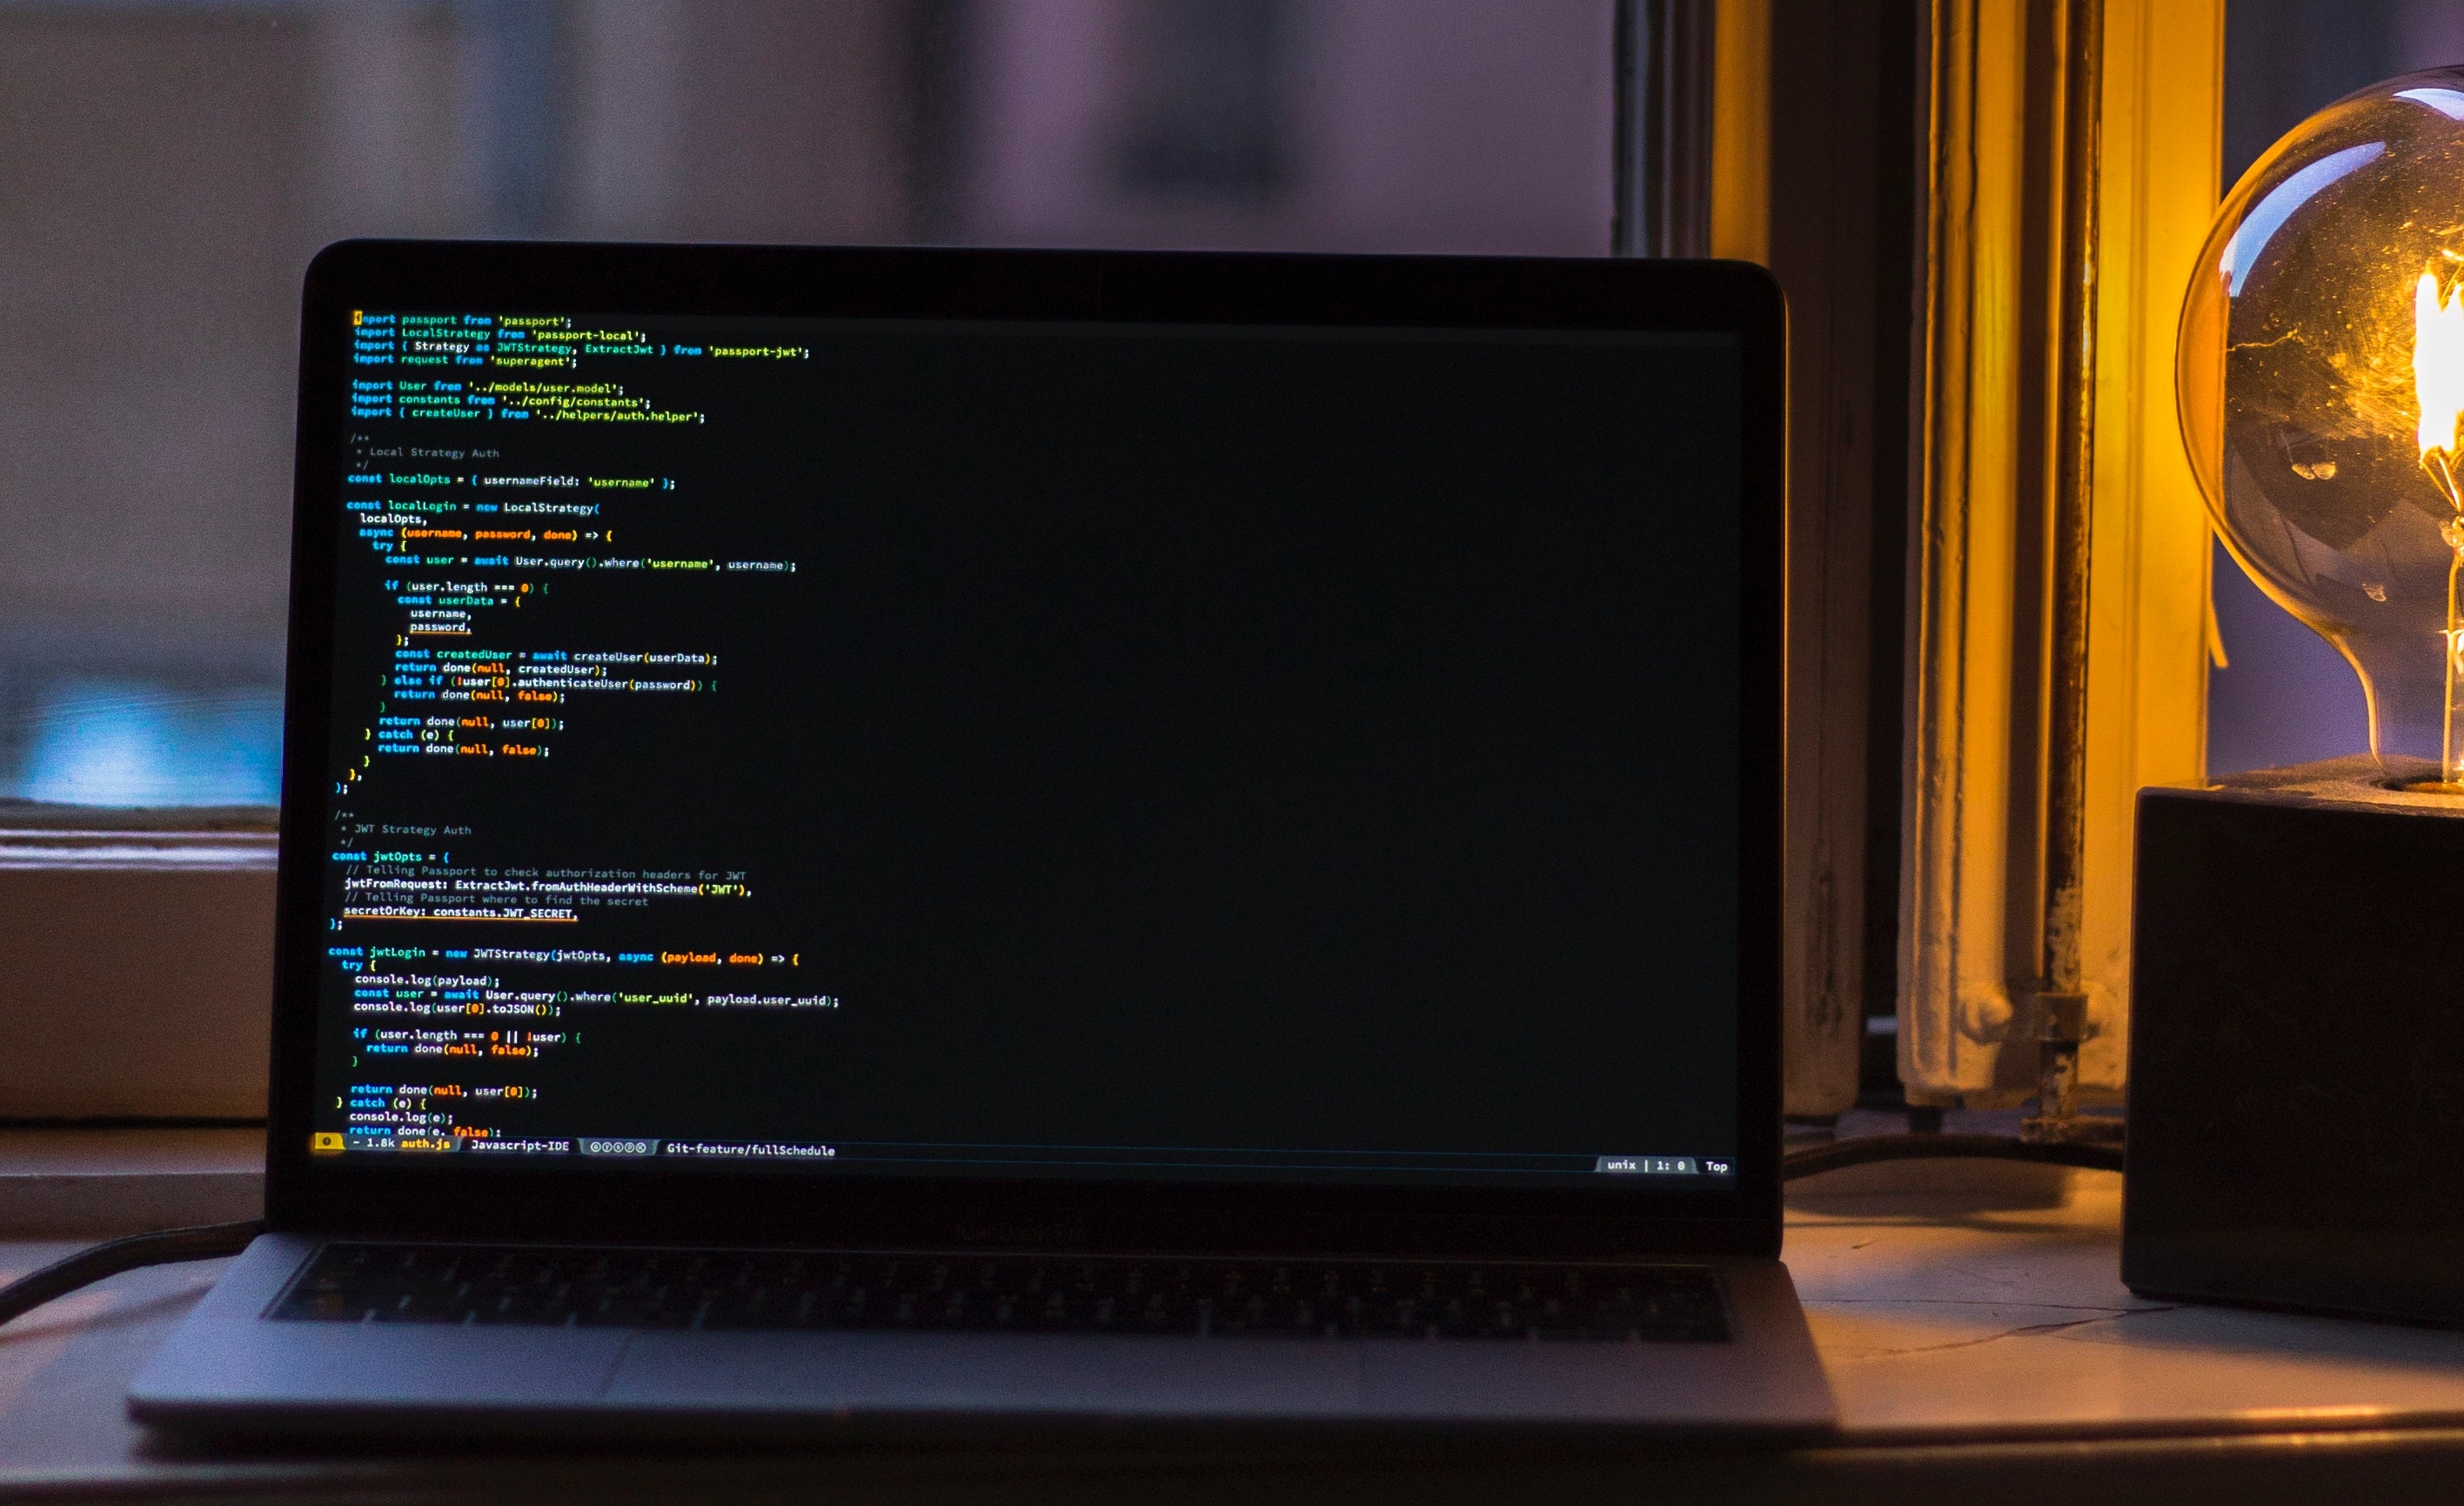 import passport from 'passport';
import LocalStrategy from 'passport-local';
import { Strategy as JWTStrategy, ExtractJwt } from 'passport-jwt';
import request from 'superagent';
import User from '../models/user.model';
import constants from '../config/constants';
import { createUser } from '../helpers/auth.helper';
/**
* Local Strategy Auth
*/
const localOpts = { usernameField: 'username' };
const localLogin = new LocalStrategy(
localOpts,
async (username, password, done) => {
try {
const user = await User.query().where('username', username);
if (user.length === 0) {
const userData = {
username,
password,
};
const createdUser = await createUser(userData);
return done(null, createdUser);
} else if (!user[0].authenticateUser(password)) {
return done(null, false);
}
return done(null, user[0]);
} catch (e) {
return done(null, false);
}
},
);
/**
* JWT Strategy Auth
*/
const jwtOpts = {
// Telling Passport to check authorization headers for JWT
jwtFromRequest: ExtractJwt.fromAuthHeaderWithScheme('JWT'),
// Telling Passport where to find the secret
secretOrKey: constants.JWT_SECRET,
};
const jwtLogin = new JWTStrategy(jwtOpts, async (payload, done) => {
try {
console.log(payload);
const user = await User.query().where('user_uuid', payload.user_uuid);
console.log(user[0].toJSON());
if (user.length === 0 || !user) {
return done(null, false);
}
return done(null, user[0]);
} catch (e) {
console.log(e);
return done(e, false);
~ 1.8k auth.js Javascript-IDE Git-feature/fullSchedule unix | 1: 0 Top